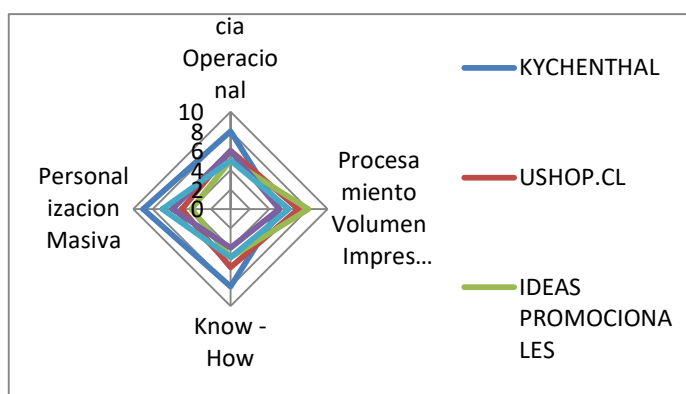 cia
Operacio
nal
10
8
6
4
2
0
Personal
izacion
Masiva
Procesa
miento
Volumen
Impres...
Know -
How
KYCHENTHAL
USHOP.CL
IDEAS
PROMOCIONA
LES